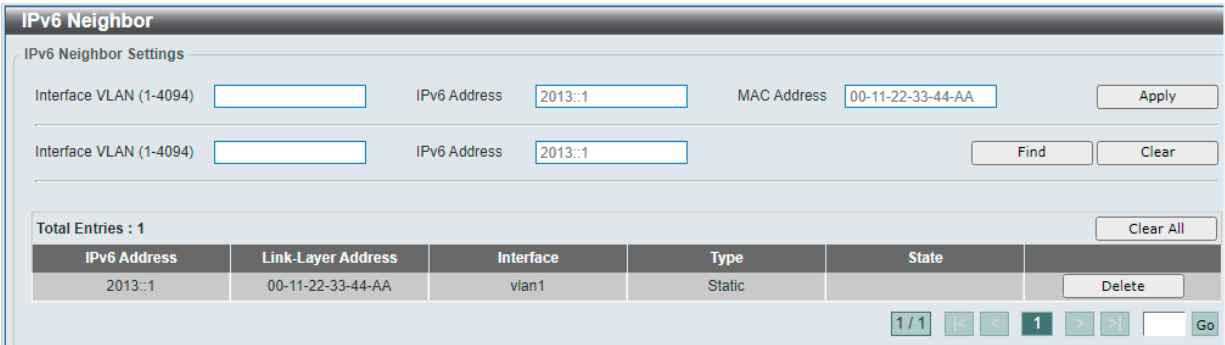 IPv6 Neighbor
IPv6 Neighbor Settings
Interface VLAN (1-4094) IPv6 Address 2013::1 MAC Address 00-11-22-33-44-AA Apply
Interface VLAN (1-4094) IPv6 Address 2013::1 Find Clear
Total Entries : 1 Clear All
IPv6 Address Link-Layer Address Interface Type State
2013::1 00-11-22-33-44-AA vlan1 Static Delete
1 / 1 |< < 1 > >| Go